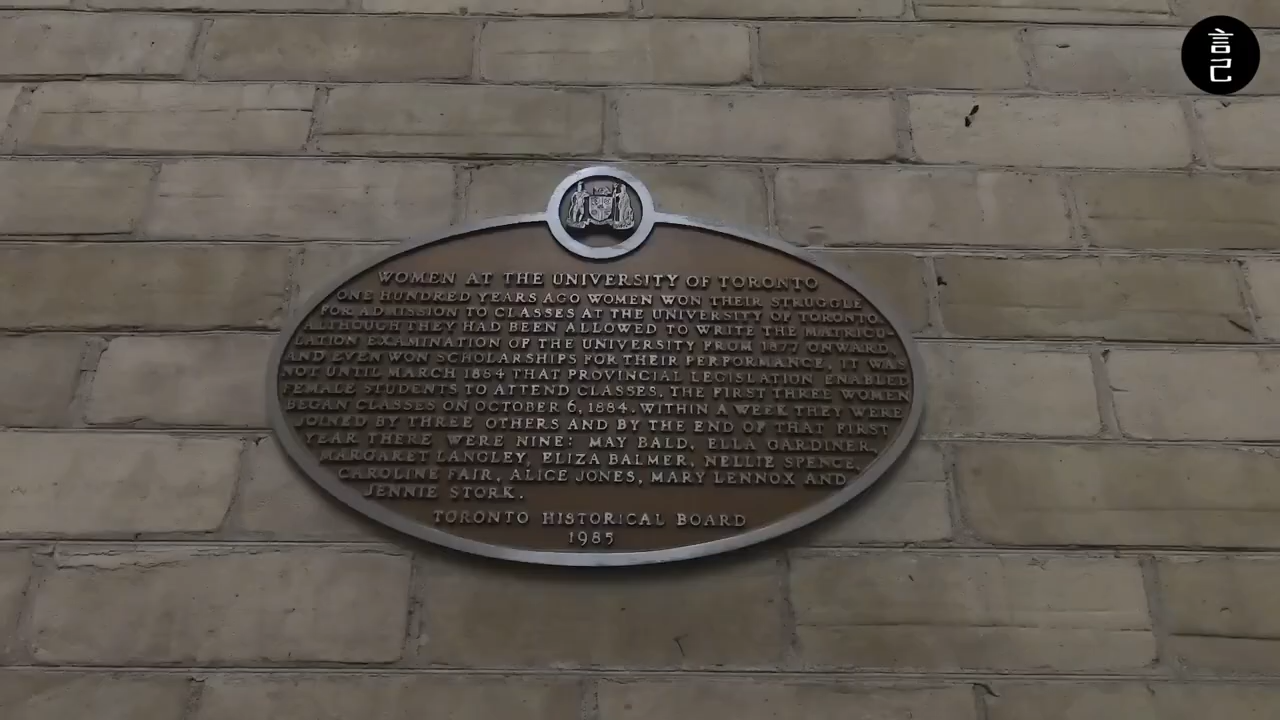 言己
WOMEN AT THE UNIVERSITY OF TORONTO
ONE HUNDRED YEARS AGO WOMEN WON THEIR STRUGGLE
FOR ADMISSION TO CLASSES AT THE UNIVERSITY OF TORONTO.
ALTHOUGH THEY HAD BEEN ALLOWED TO WRITE THE MATRICU
LATION EXAMINATION OF THE UNIVERSITY FROM 1877 ONWARD,
AND EVEN WON SCHOLARSHIPS FOR THEIR PERFORMANCE, IT WAS
NOT UNTIL MARCH 1884 THAT PROVINCIAL LEGISLATION ENABLED
FEMALE STUDENTS TO ATTEND CLASSES. THE FIRST THREE WOMEN
BEGAN CLASSES ON OCTOBER 6, 1884. WITHIN A WEEK THEY WERE
JOINED BY THREE OTHERS AND BY THE END OF THAT FIRST
YEAR THERE WERE NINE: MAY BALD, ELLA GARDINER,
MARGARET LANGLEY, ELIZA BALMER, NELLIE SPENCE,
CAROLINE FAIR, ALICE JONES, MARY LENNOX AND
JENNIE STORK.
TORONTO HISTORICAL BOARD
1985